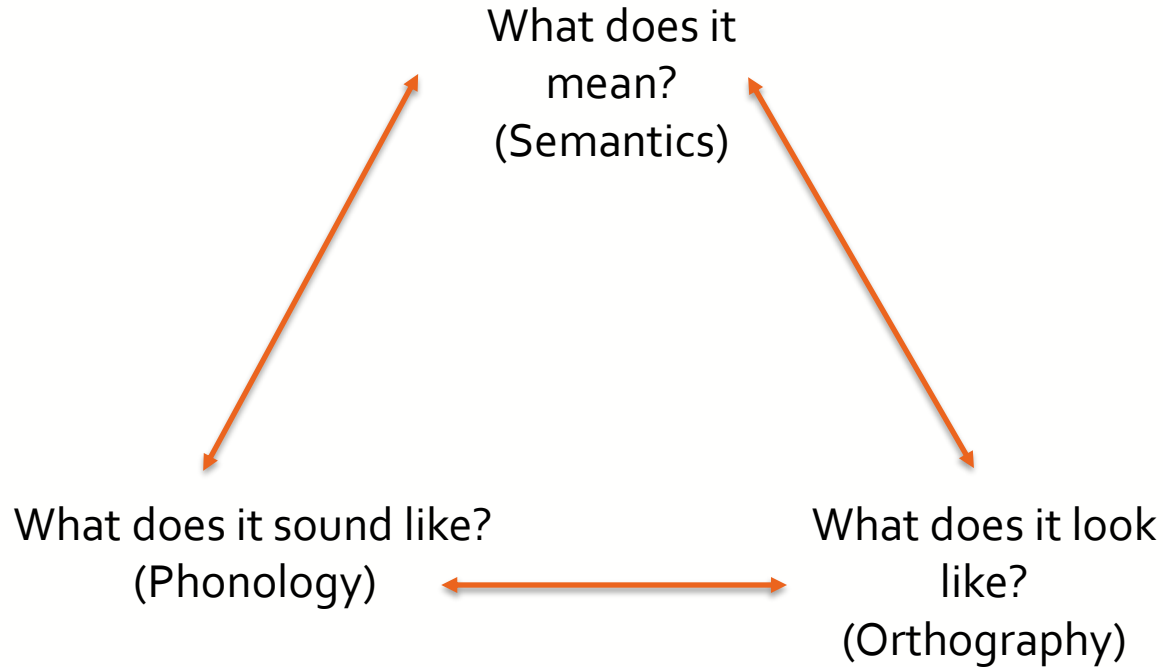 What does it
mean?
(Semantics)
What does it sound like?
(Phonology)
What does it look
like?
(Orthography)